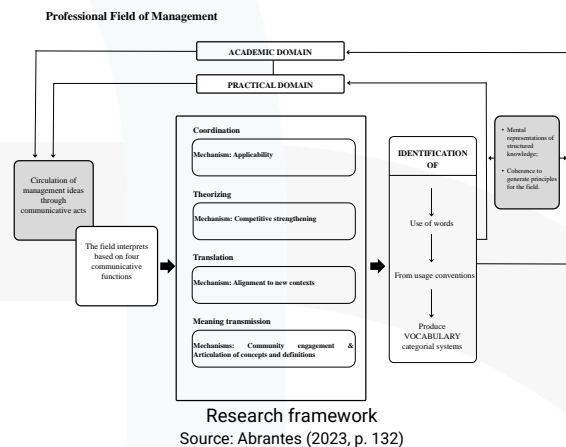 Professional Field of Management
ACADEMIC DOMAIN
PRACTICAL DOMAIN
Circulation of
management ideas
through
communicative acts
The field interprets
based on four
communicative
functions
Coordination
Mechanism: Applicability
Theorizing
Mechanism: Competitive strengthening
Translation
Mechanism: Alignment to new contexts
Meaning transmission
Mechanisms: Community engagement &
Articulation of concepts and definitions
IDENTIFICATION
OF
Use of words
From usage conventions
Produce
VOCABULARY
categorial systems
• Mental
representations of
structured
knowledge;
• Coherence to
generate principles
for the field.
Research framework
Source: Abrantes (2023, p. 132)